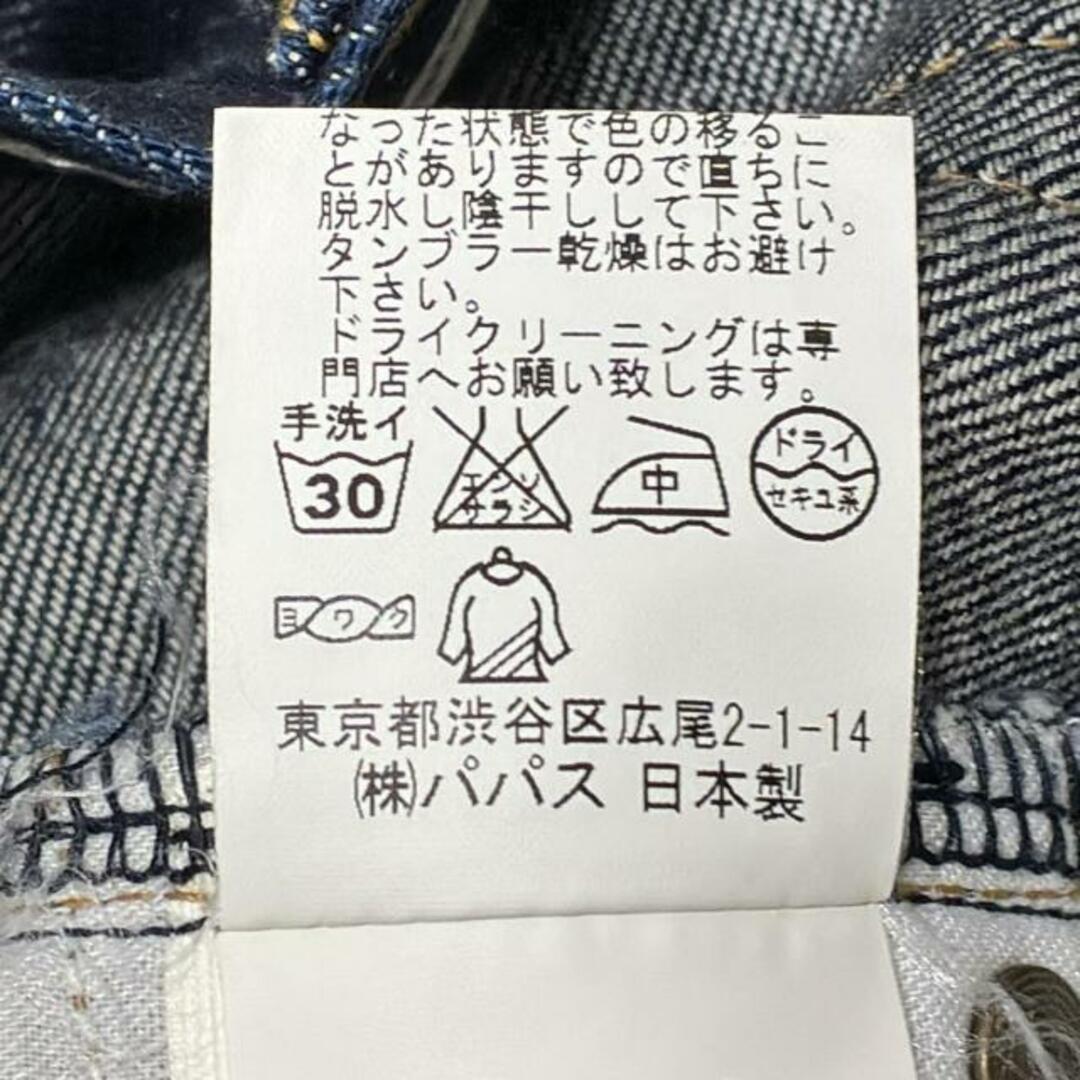 なった状態で色の移るこ
とがありますので直ちに
脱水し陰干しして下さい。
タンブラー乾燥はお避け
下さい。
ドライクリーニングは専
門店へお願い致します。
手洗イ
30
エンソ
サラシ
中
ドライ
セキユ系
ヨワク
東京都渋谷区広尾2-1-14
㈱パパス 日本製